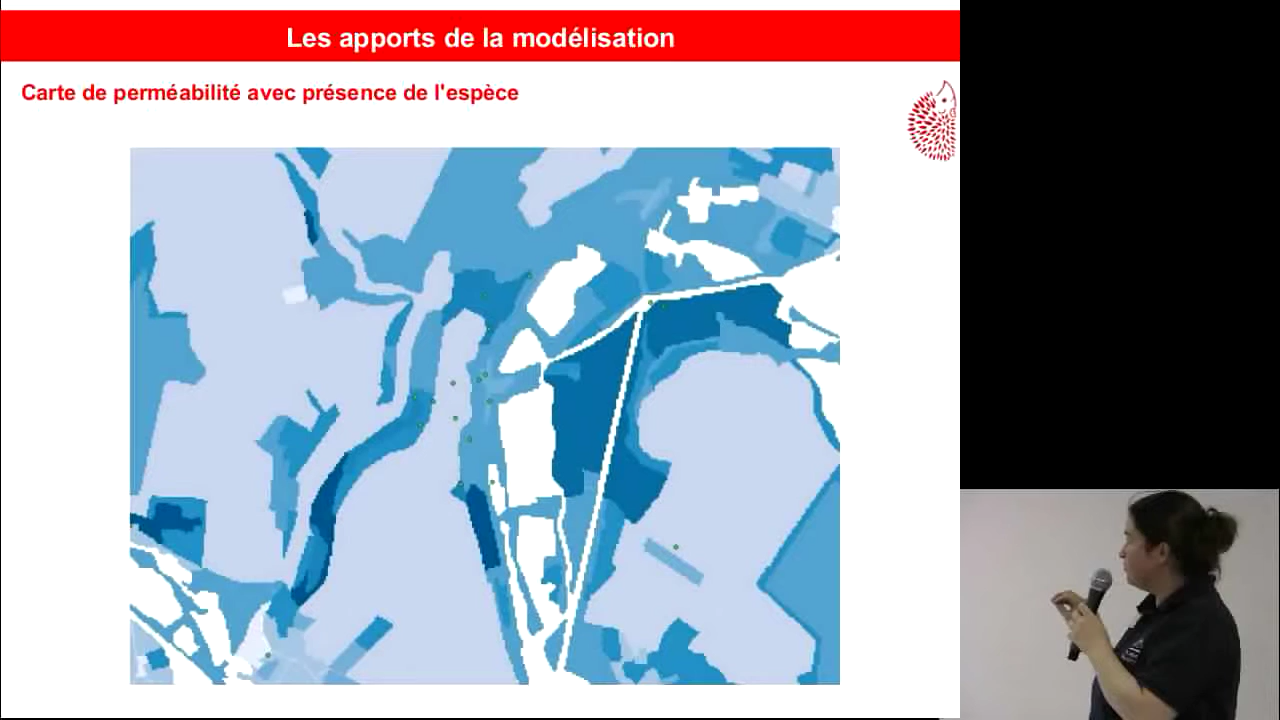 Les apports de la modélisation
Carte de perméabilité avec présence de l'espèce